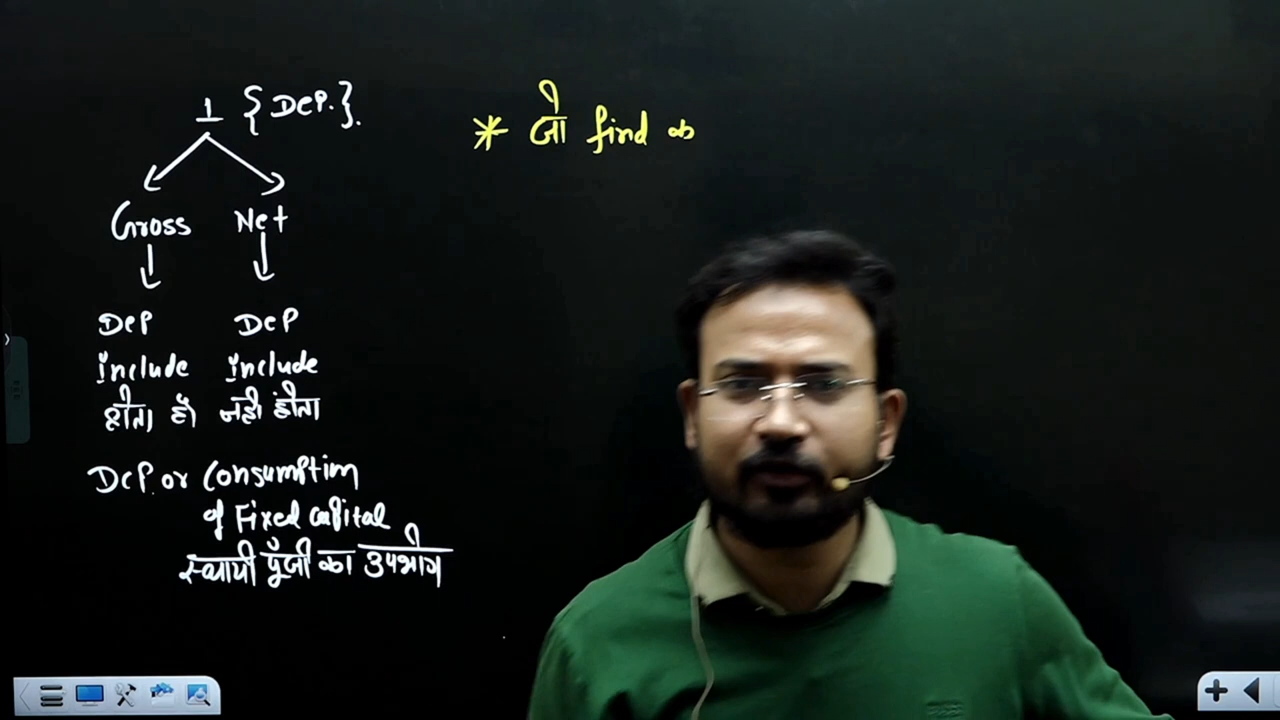 1 {Dep.}.
* जो find क
Gross Net
Dep Dep
include include
होता है नही होता
Dep. or Consumption
of Fixed capital
स्थायी पूँजी का उपभोग